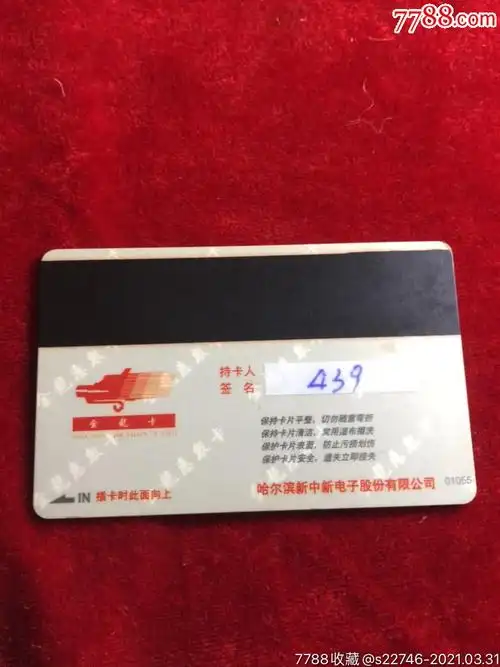 7788.com
持卡人
签 名
439
金龙卡
保持卡片平整，切勿随意弯折
保持卡片清洁，常用湿布擦洗
保护卡片表面，防止污损划伤
保护卡片安全，遗失立即挂失
IN 插卡时此面向上
哈尔滨新中新电子股份有限公司
01055
7788收藏 @s22746-2021.03.31